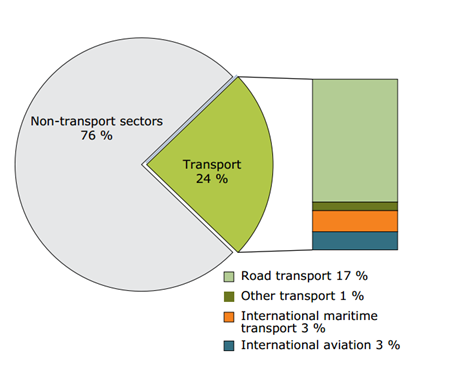 Non-transport sectors
76 %
Transport
24 %
Road transport 17 %
Other transport 1 %
International maritime
transport 3 %
International aviation 3 %